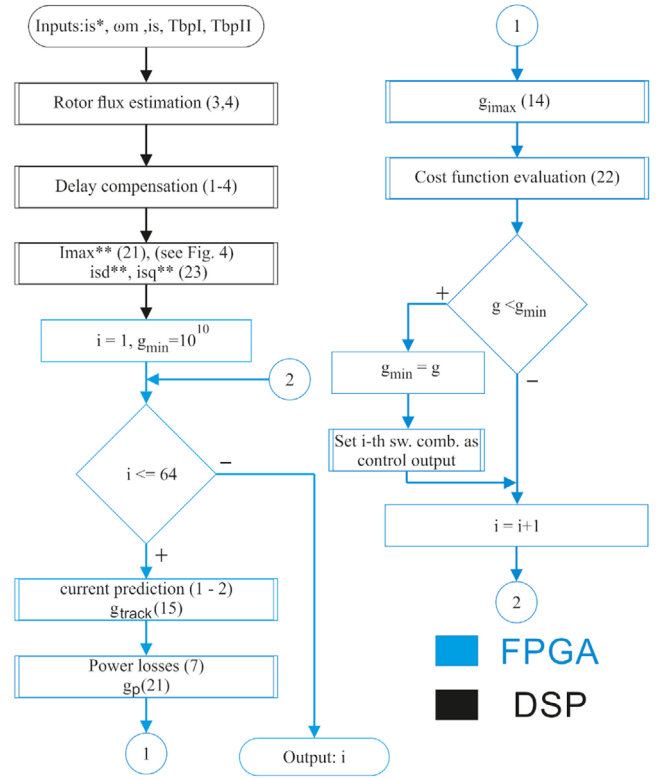 Inputs:is*, ωm ,is, TbpI, TbpII
Rotor flux estimation (3,4)
Delay compensation (1-4)
Imax** (21), (see Fig. 4)
isd**, isq** (23)
i = 1, gmin=10^10
2
i <= 64
−
+
current prediction (1 - 2)
gtrack(15)
Power losses (7)
gp(21)
1
Output: i
1
gimax (14)
Cost function evaluation (22)
g <gmin
+
−
gmin = g
Set i-th sw. comb. as
control output
i = i+1
2
FPGA
DSP